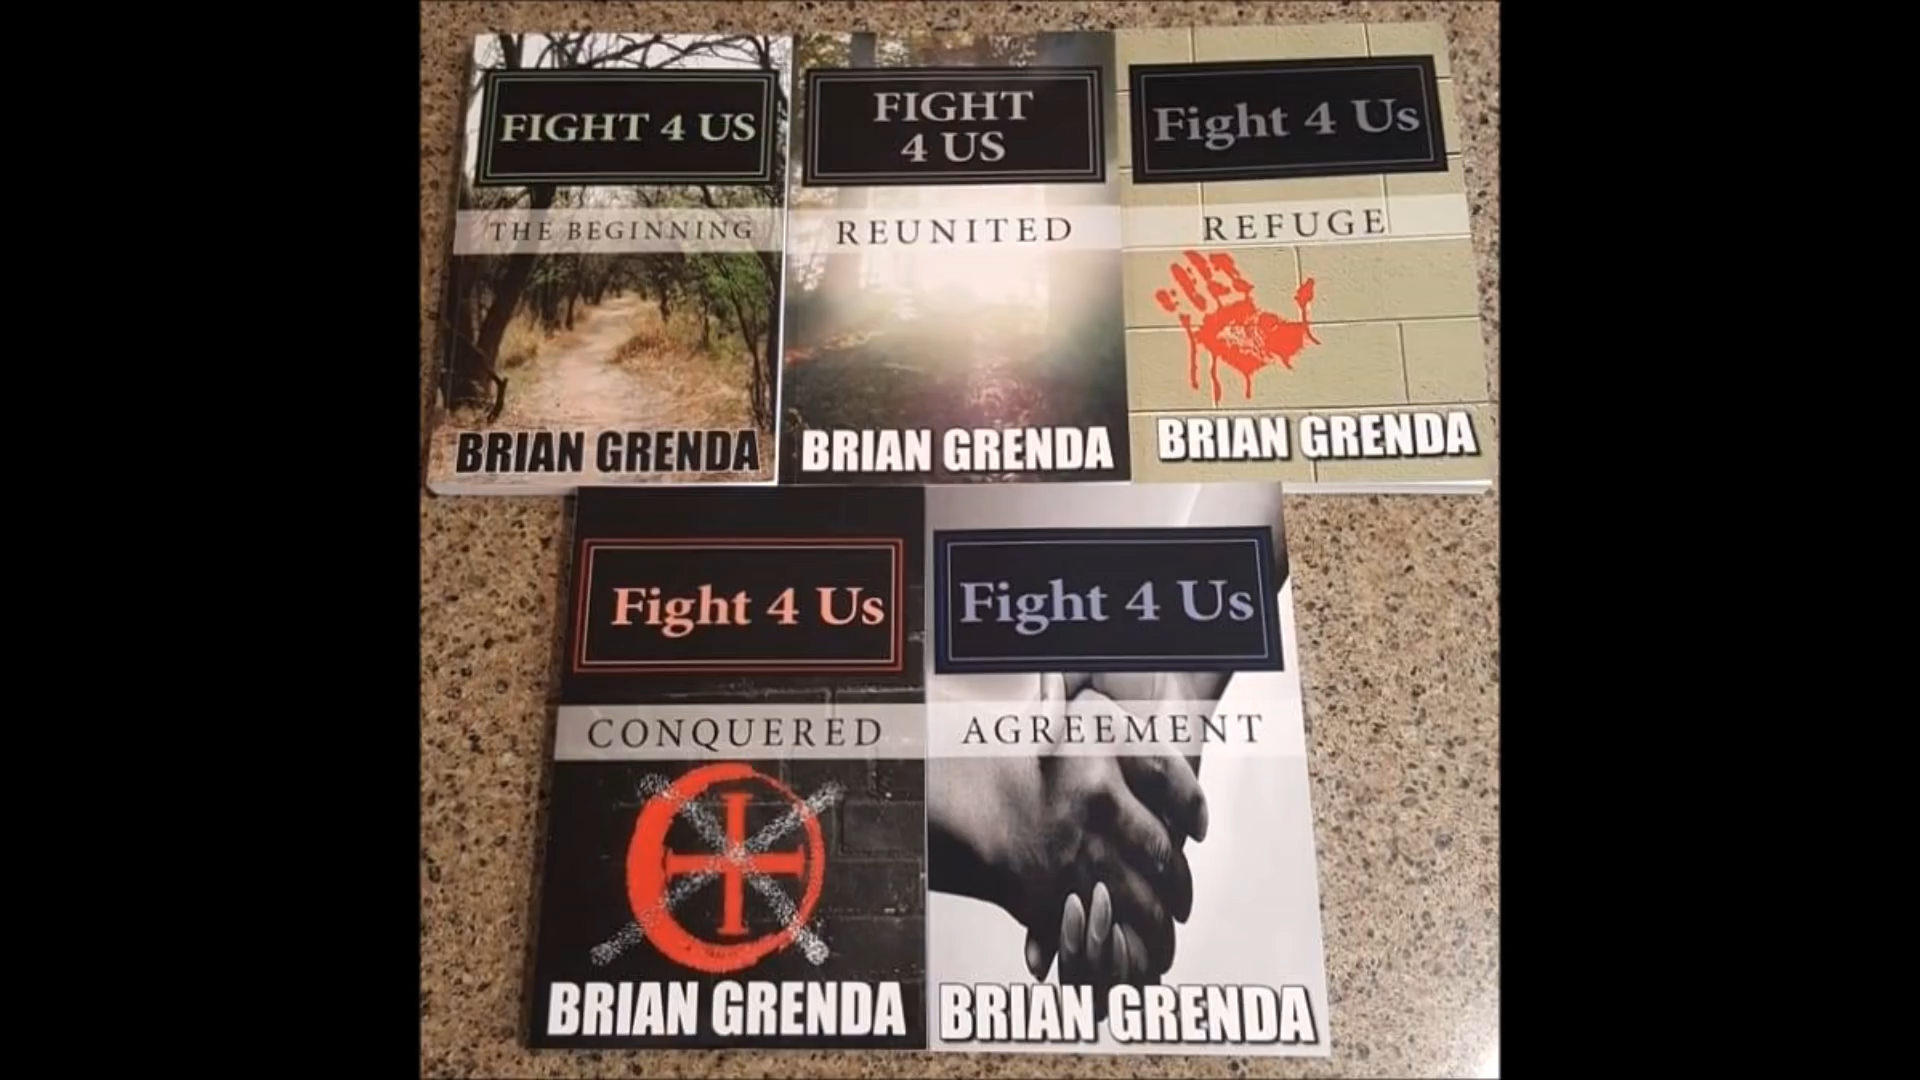 FIGHT 4 US
THE BEGINNING
BRIAN GRENDA
FIGHT
4 US
REUNITED
BRIAN GRENDA
Fight 4 Us
REFUGE
BRIAN GRENDA
Fight 4 Us
CONQUERED
BRIAN GRENDA
Fight 4 Us
AGREEMENT
BRIAN GRENDA